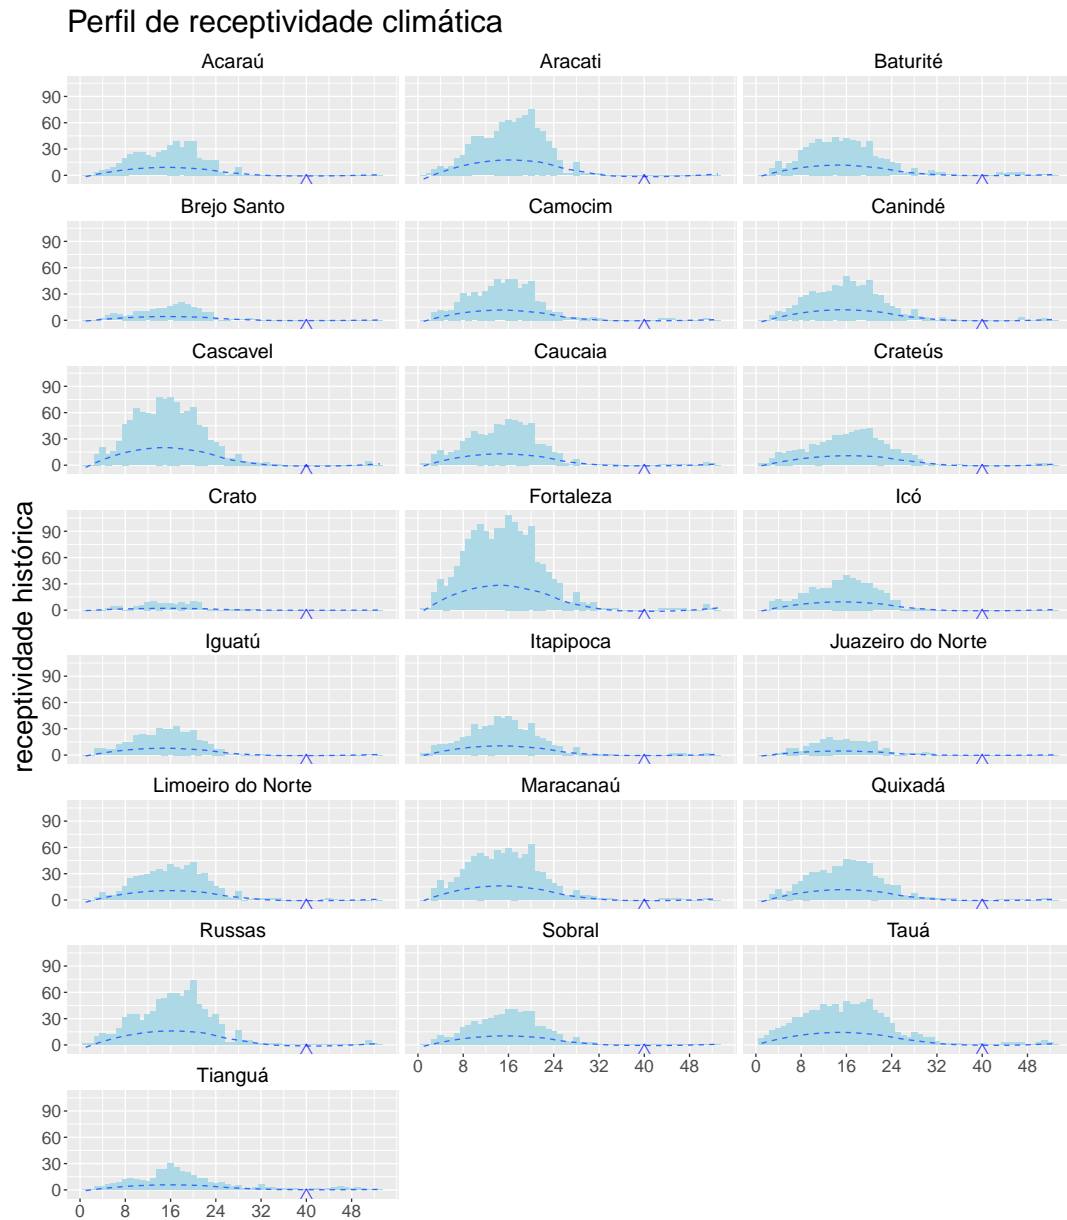 Perfil de receptividade climática
Acaraú Aracati Baturité
90
60
30
0
Brejo Santo Camocim Canindé
90
60
30
0
Cascavel Caucaia Crateús
90
60
30
0
Crato Fortaleza Icó
90
60
30
0
receptividade histórica
Iguatú Itapipoca Juazeiro do Norte
90
60
30
0
Limoeiro do Norte Maracanaú Quixadá
90
60
30
0
Russas Sobral Tauá
90
60
30
0
0 8 16 24 32 40 48 0 8 16 24 32 40 48
Tianguá
90
60
30
0
0 8 16 24 32 40 48